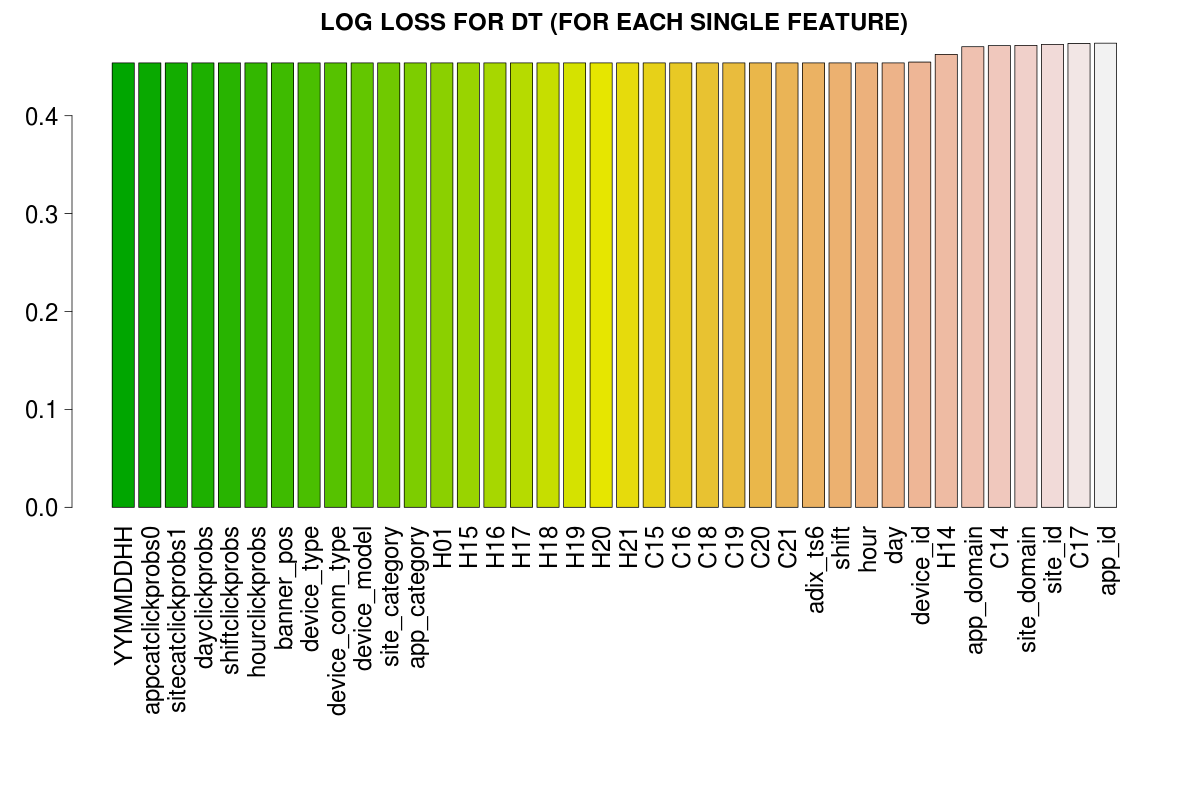 LOG LOSS FOR DT (FOR EACH SINGLE FEATURE)
0.4
0.3
0.2
0.1
0.0
YYMMDDHH
appcatclickprobs0
sitecatclickprobs1
dayclickprobs
shiftclickprobs
hourclickprobs
banner_pos
device_type
device_conn_type
device_model
site_category
app_category
H01
H15
H16
H17
H18
H19
H20
H21
C15
C16
C18
C19
C20
C21
adix_ts6
shift
hour
day
device_id
H14
app_domain
C14
site_domain
site_id
C17
app_id